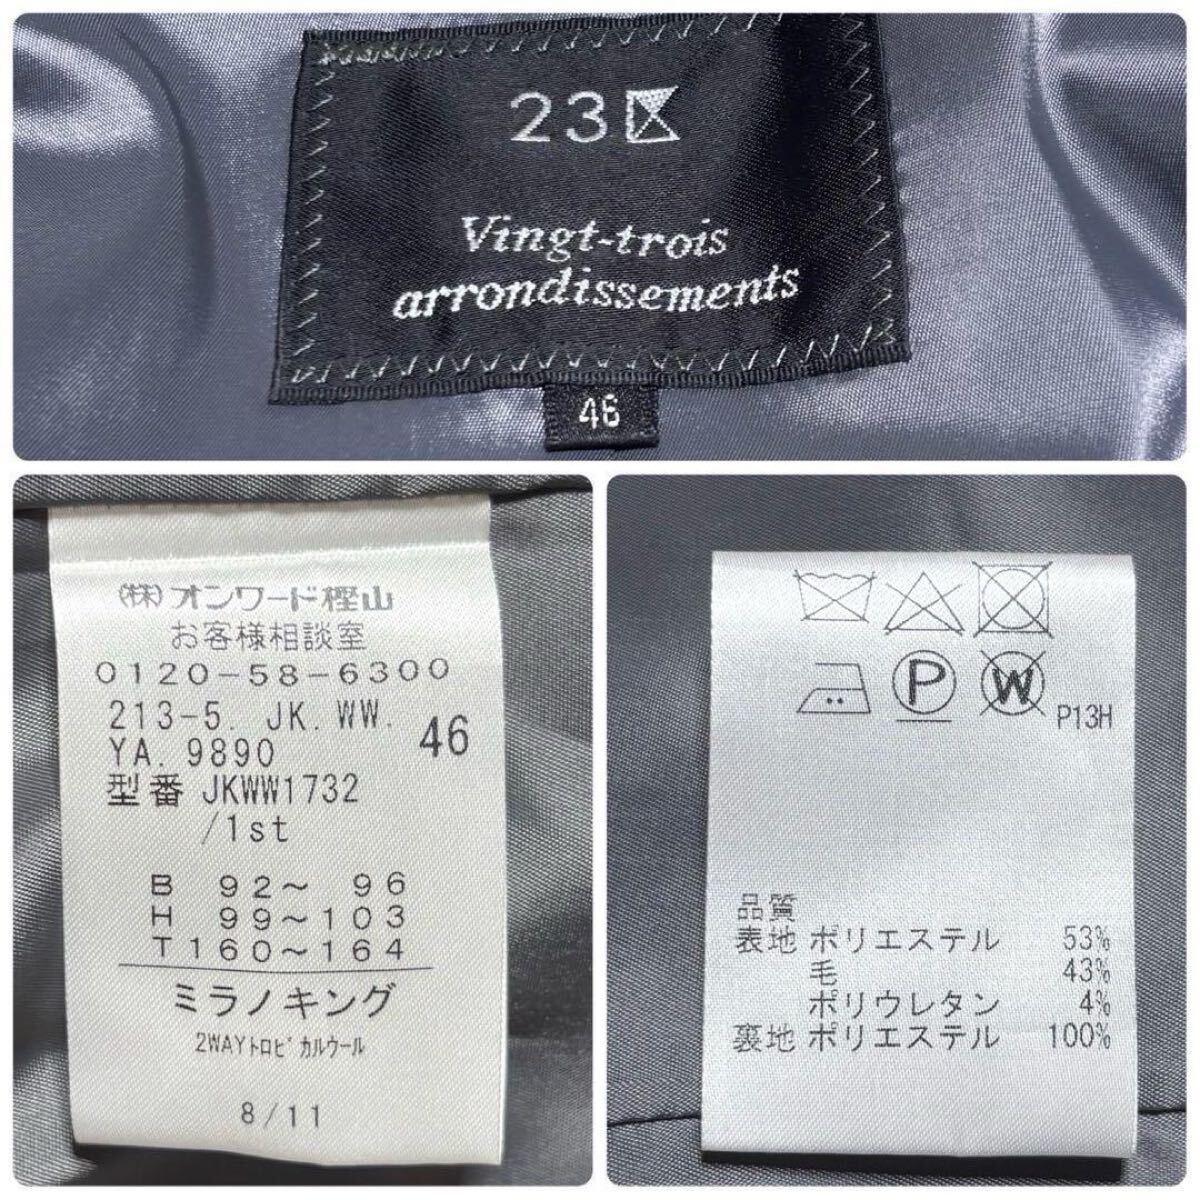 23区
Vingt-trois
arrondissements
46
(株)オンワード樫山
お客様相談室
0120-58-6300
213-5. JK. WW.
YA. 9890
46
型番 JKWW1732
/1st
B 92〜 96
H 99〜103
T160〜164
ミラノキング
2WAYトロピカルウール
8/11
P
W
P13H
品質
表地 ポリエステル 53%
毛 43%
ポリウレタン 4%
裏地 ポリエステル 100%